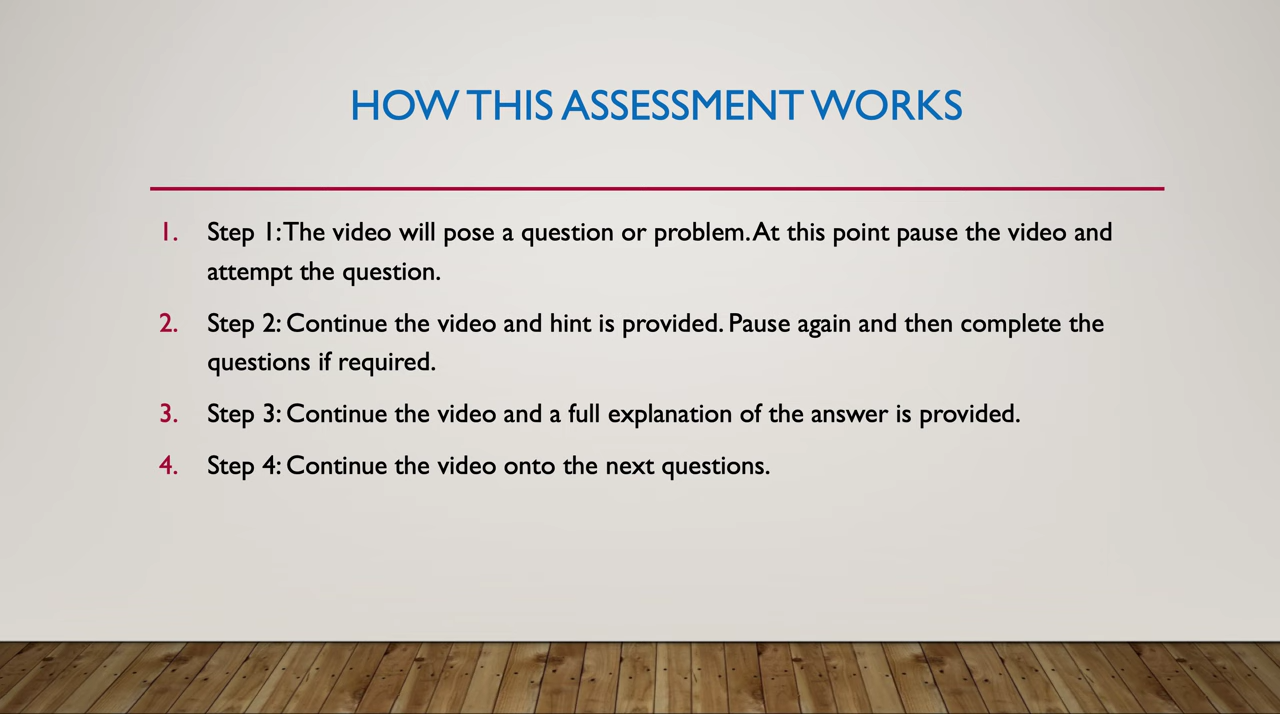 HOW THIS ASSESSMENT WORKS
1. Step 1: The video will pose a question or problem. At this point pause the video and
attempt the question.
2. Step 2: Continue the video and hint is provided. Pause again and then complete the
questions if required.
3. Step 3: Continue the video and a full explanation of the answer is provided.
4. Step 4: Continue the video onto the next questions.